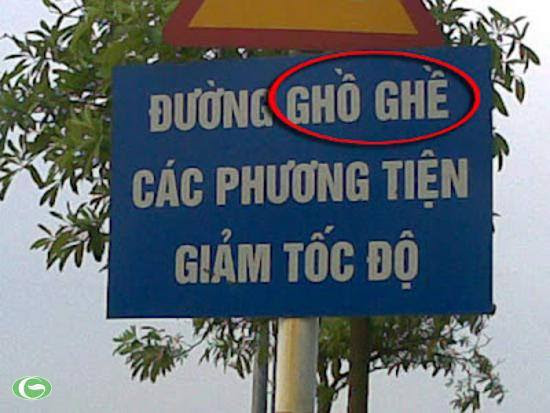 ĐƯỜNG GHỒ GHỀ
CÁC PHƯƠNG TIỆN
GIẢM TỐC ĐỘ